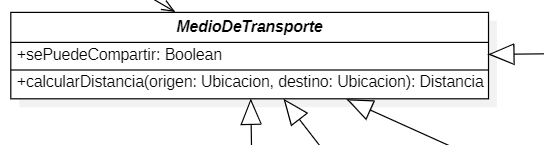 MedioDeTransporte
+sePuedeCompartir: Boolean
+calcularDistancia(origen: Ubicacion, destino: Ubicacion): Distancia